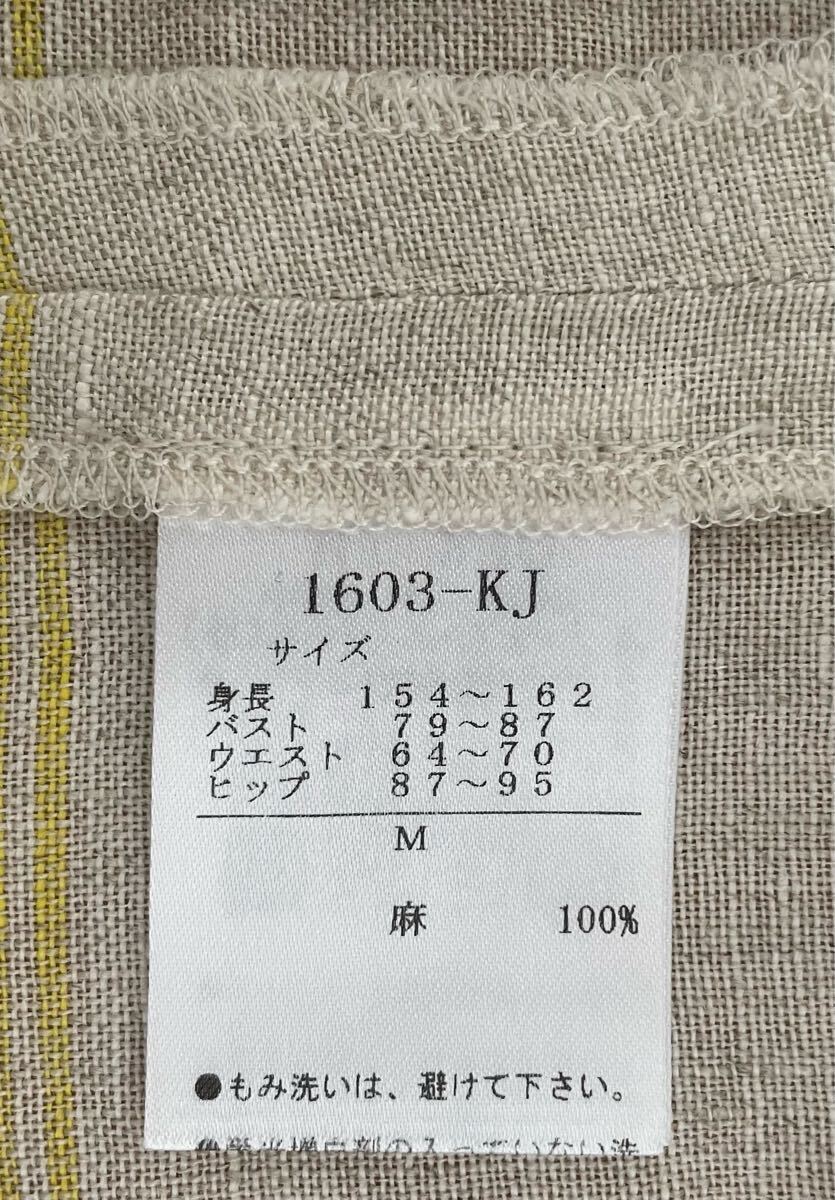 1603-KJ
サイズ
身長 154～162
バスト 79～87
ウエスト 64～70
ヒップ 87～95
M
麻 100%
●もみ洗いは、避けて下さい。